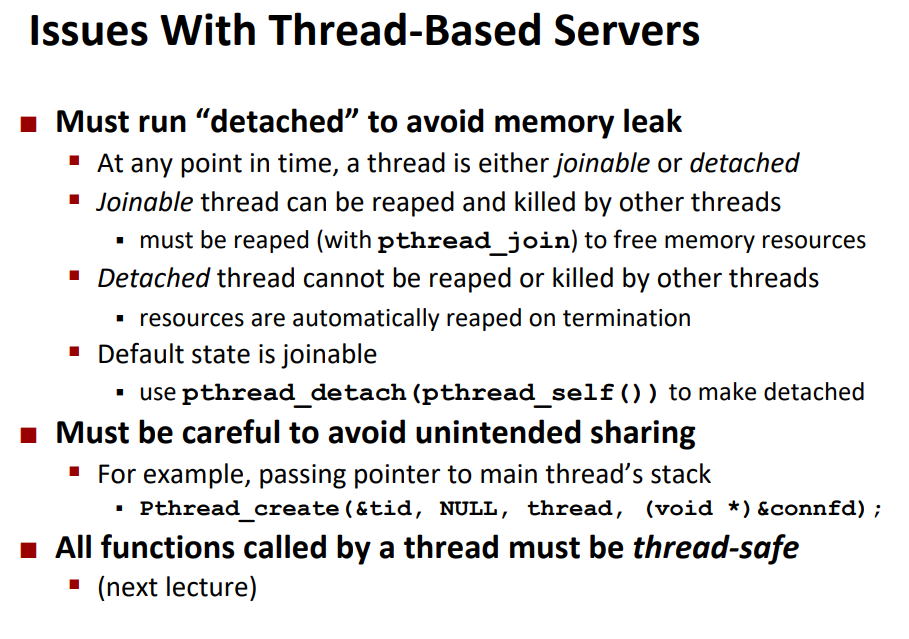 Issues With Thread-Based Servers
■ Must run “detached” to avoid memory leak
▪ At any point in time, a thread is either joinable or detached
▪ Joinable thread can be reaped and killed by other threads
▪ must be reaped (with pthread_join) to free memory resources
▪ Detached thread cannot be reaped or killed by other threads
▪ resources are automatically reaped on termination
▪ Default state is joinable
▪ use pthread_detach(pthread_self()) to make detached
■ Must be careful to avoid unintended sharing
▪ For example, passing pointer to main thread’s stack
▪ Pthread_create(&tid, NULL, thread, (void *)&connfd);
■ All functions called by a thread must be thread-safe
▪ (next lecture)